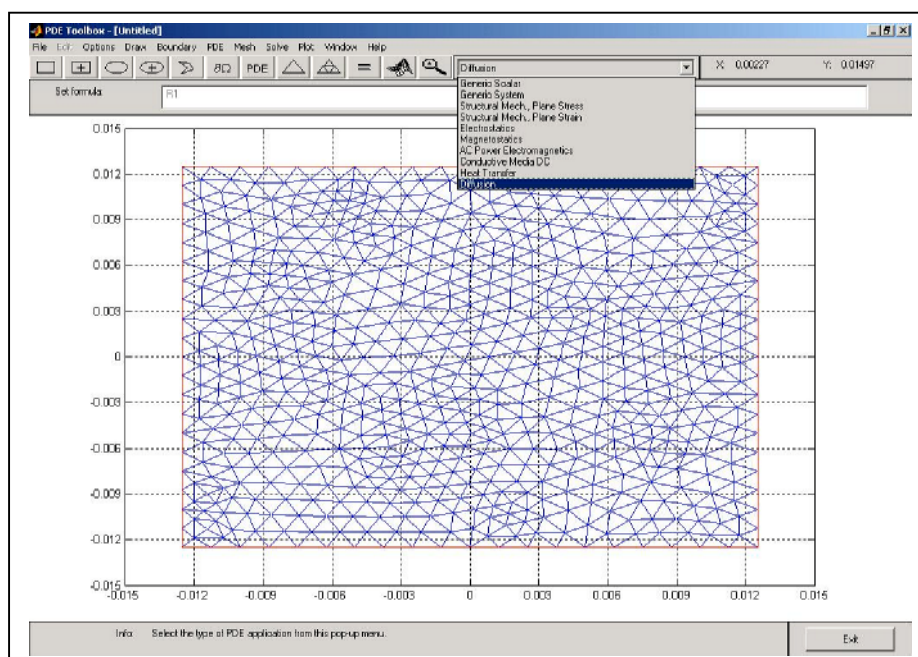 PDE Toolbox - [Untitled]
File Edit Options Draw Boundary PDE Mesh Solve Plot Window Help
∂Ω PDE = Diffusion X: 0.00227 Y: 0.01497
Set formula: R1
Generic Scalar
Generic System
Structural Mech., Plane Stress
Structural Mech., Plane Strain
Electrostatics
Magnetostatics
AC Power Electromagnetics
Conductive Media DC
Heat Transfer
Diffusion
0.015
0.012
0.009
0.006
0.003
0
-0.003
-0.006
-0.009
-0.012
-0.015
-0.015 -0.012 -0.009 -0.006 -0.003 0 0.003 0.006 0.009 0.012 0.015
Info: Select the type of PDE application from this pop-up menu. Exit